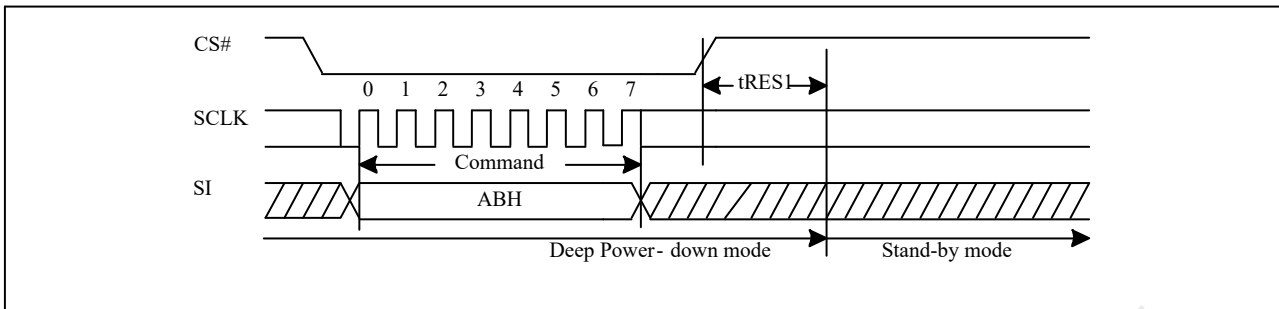 CS#
tRES1
0 1 2 3 4 5 6 7
SCLK
Command
SI
ABH
Deep Power- down mode Stand-by mode